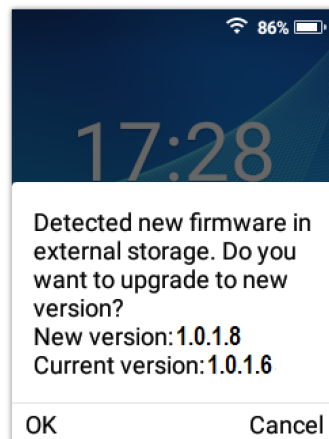 86%
17:28
Detected new firmware in
external storage. Do you
want to upgrade to new
version?
New version:1.0.1.8
Current version:1.0.1.6
OK Cancel